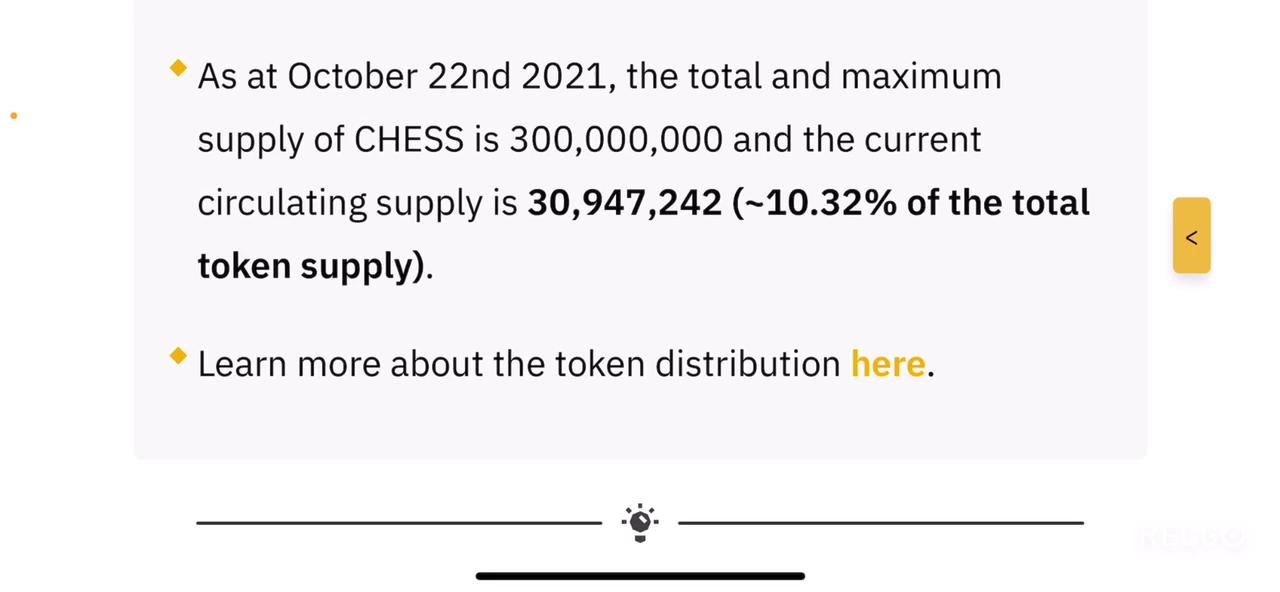 As at October 22nd 2021, the total and maximum
supply of CHESS is 300,000,000 and the current
circulating supply is 30,947,242 (~10.32% of the total
token supply).
<
Learn more about the token distribution here.